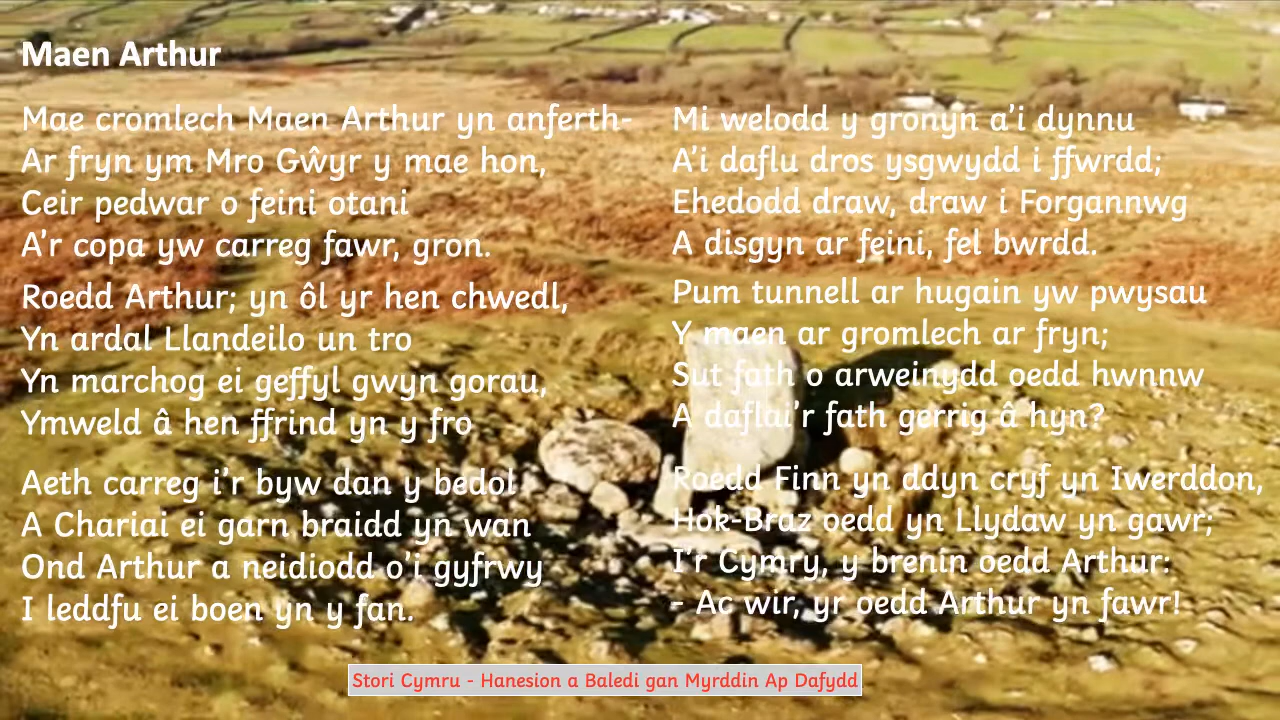 Maen Arthur
Mae cromlech Maen Arthur yn anferth-
Ar fryn ym Mro Gŵyr y mae hon,
Ceir pedwar o feini otani
A'r copa yw carreg fawr, gron.
Roedd Arthur; yn ôl yr hen chwedl,
Yn ardal Llandeilo un tro
Yn marchog ei geffyl gwyn gorau,
Ymweld â hen ffrind yn y fro
Aeth carreg i'r byw dan y bedol
A Chariai ei garn braidd yn wan
Ond Arthur a neidiodd o'i gyfrwy
I leddfu ei boen yn y fan.
Mi welodd y gronyn a'i dynnu
A'i daflu dros ysgwydd i ffwrdd;
Ehedodd draw, draw i Forgannwg
A disgyn ar feini, fel bwrdd.
Pum tunnell ar hugain yw pwysau
Y maen ar gromlech ar fryn;
Sut fath o arweinydd oedd hwnnw
A daflai'r fath gerrig â hyn?
Roedd Finn yn ddyn cryf yn Iwerddon,
Hok-Braz oedd yn Llydaw yn gawr;
I'r Cymry, y brenin oedd Arthur:
- Ac wir, yr oedd Arthur yn fawr!
Stori Cymru - Hanesion a Baledi gan Myrddin Ap Dafydd